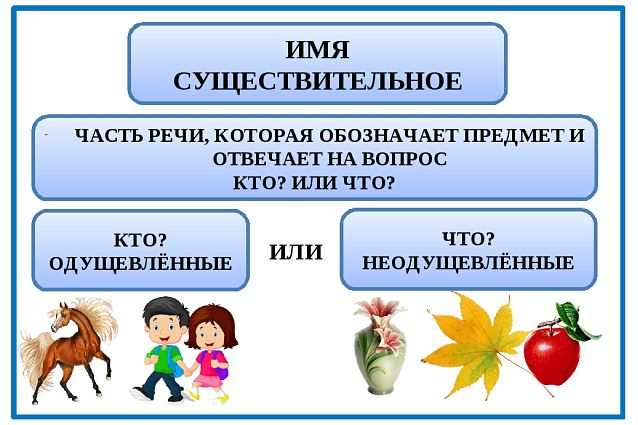 ИМЯ
СУЩЕСТВИТЕЛЬНОЕ
- ЧАСТЬ РЕЧИ, КОТОРАЯ ОБОЗНАЧАЕТ ПРЕДМЕТ И
ОТВЕЧАЕТ НА ВОПРОС
КТО? ИЛИ ЧТО?
КТО?
ОДУЩЕВЛЁННЫЕ
ИЛИ
ЧТО?
НЕОДУЩЕВЛЁННЫЕ